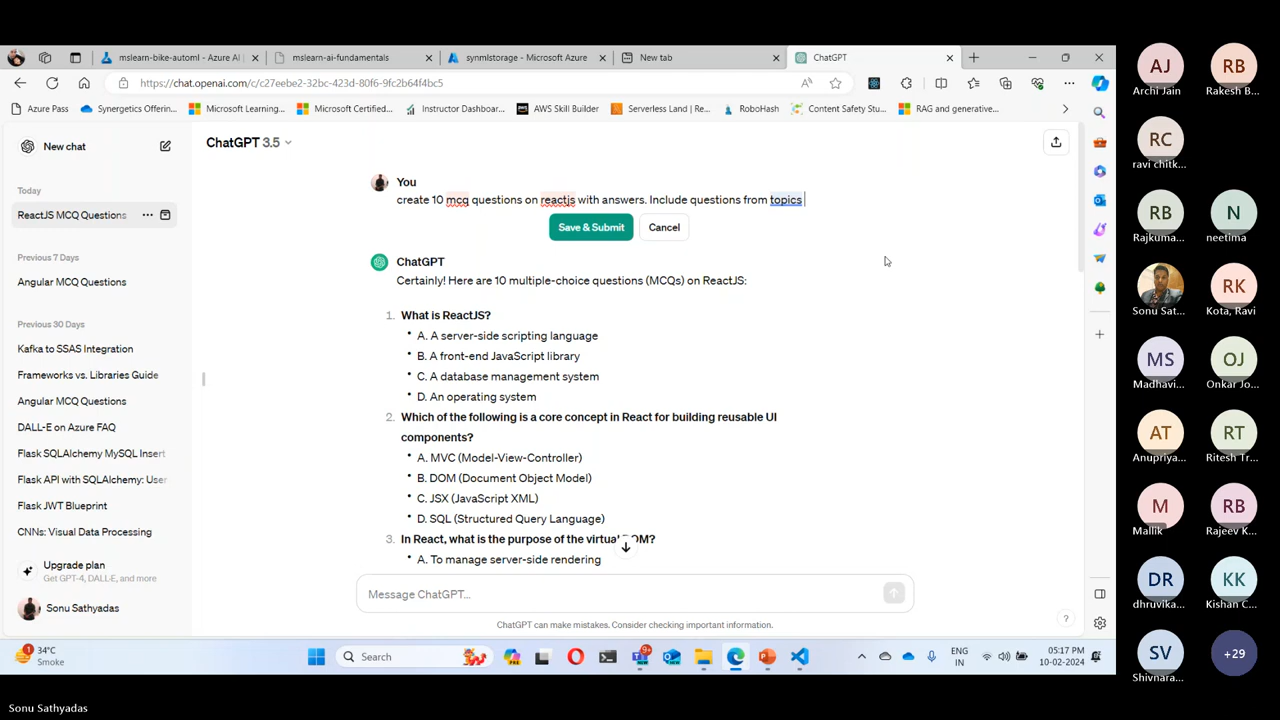 mslearn-bike-automl - Azure AI |
mslearn-ai-fundamentals
synmlstorage - Microsoft Azure
New tab
ChatGPT
https://chat.openai.com/c/c27eebe2-32bc-423d-80f6-9fc2b64f4bc5
Azure Pass
Synergetics Offerin...
Microsoft Learning...
Microsoft Certified...
Instructor Dashboar...
AWS Skill Builder
Serverless Land | Re...
RoboHash
Content Safety Stu...
RAG and generative...
New chat
Today
ReactJS MCQ Questions
Previous 7 Days
Angular MCQ Questions
Previous 30 Days
Kafka to SSAS Integration
Frameworks vs. Libraries Guide
Angular MCQ Questions
DALL-E on Azure FAQ
Flask SQLAlchemy MySQL Insert
Flask API with SQLAlchemy: User
Flask JWT Blueprint
CNNs: Visual Data Processing
Upgrade plan
Get GPT-4, DALL·E, and more
Sonu Sathyadas
ChatGPT 3.5
You
create 10 mcq questions on reactjs with answers. Include questions from topics
Save & Submit
Cancel
ChatGPT
Certainly! Here are 10 multiple-choice questions (MCQs) on ReactJS:
1. What is ReactJS?
• A. A server-side scripting language
• B. A front-end JavaScript library
• C. A database management system
• D. An operating system
2. Which of the following is a core concept in React for building reusable UI
components?
• A. MVC (Model-View-Controller)
• B. DOM (Document Object Model)
• C. JSX (JavaScript XML)
• D. SQL (Structured Query Language)
3. In React, what is the purpose of the virtual DOM?
• A. To manage server-side rendering
Message ChatGPT...
ChatGPT can make mistakes. Consider checking important information.
?
34°C
Smoke
Search
ENG
IN
05:17 PM
10-02-2024
AJ
Archi Jain
RB
Rakesh B...
RC
ravi chitk...
RB
Rajkuma...
N
neetima
Sonu Sat...
RK
Kota, Ravi
MS
Madhavi...
OJ
Onkar Jo...
AT
Anupriya...
RT
Ritesh Tr...
M
Mallik
RB
Rajeev K...
DR
dhruvika...
KK
Kishan C...
SV
Shivnara...
+29
Sonu Sathyadas